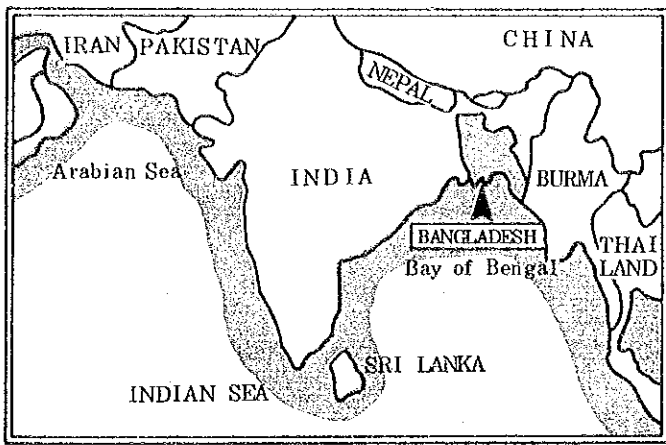 CHINA
IRAN PAKISTAN
NEPAL
Arabian Sea
INDIA
BURMA
BANGLADESH
THAI
LAND
Bay of Bengal
SRI LANKA
INDIAN SEA